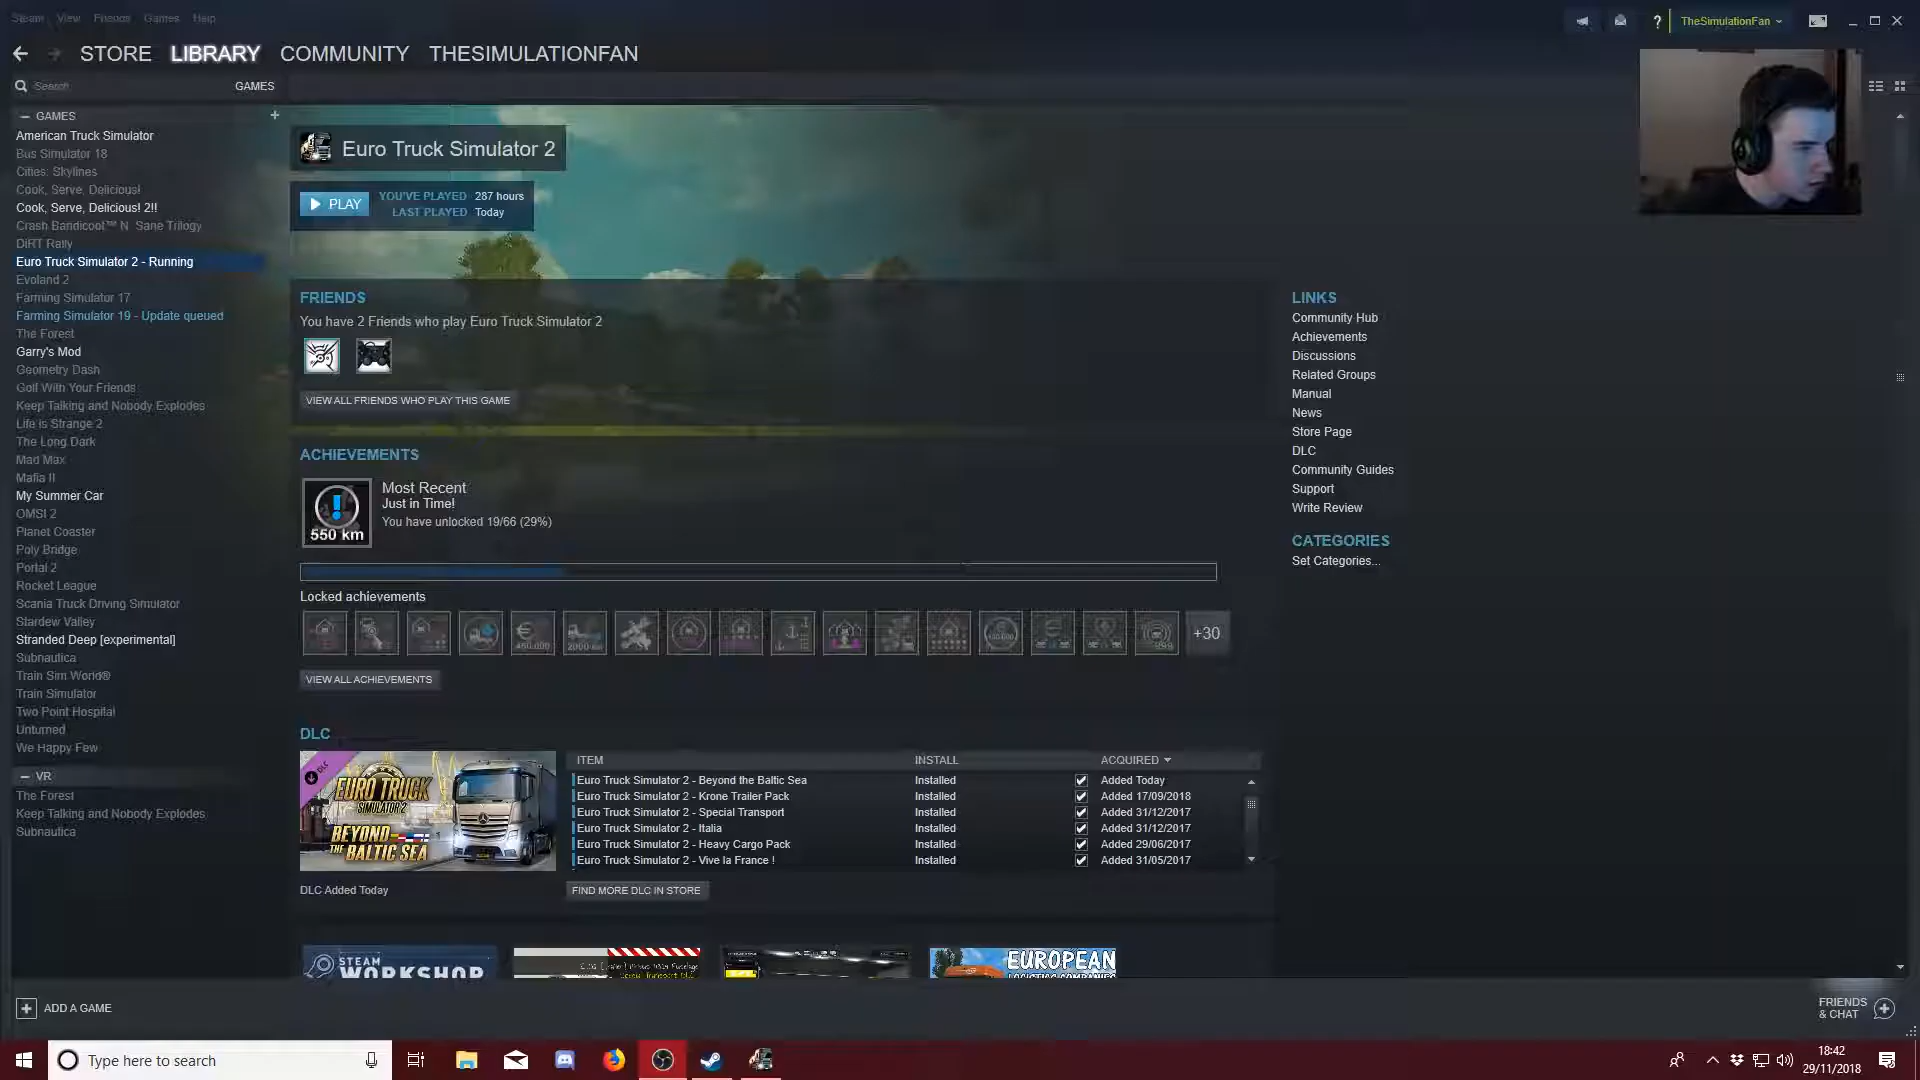 Steam View Friends Games Help
TheSimulationFan
STORE LIBRARY COMMUNITY THESIMULATIONFAN
Search GAMES
GAMES
American Truck Simulator
Bus Simulator 18
Cities: Skylines
Cook, Serve, Delicious!
Cook, Serve, Delicious! 2!!
Crash Bandicoot™ N. Sane Trilogy
DiRT Rally
Euro Truck Simulator 2 - Running
Evoland 2
Farming Simulator 17
Farming Simulator 19 - Update queued
The Forest
Garry's Mod
Geometry Dash
Golf With Your Friends
Keep Talking and Nobody Explodes
Life is Strange 2
The Long Dark
Mad Max
Mafia II
My Summer Car
OMSI 2
Planet Coaster
Poly Bridge
Portal 2
Rocket League
Scania Truck Driving Simulator
Stardew Valley
Stranded Deep [experimental]
Subnautica
Train Sim World®
Train Simulator
Two Point Hospital
Unturned
We Happy Few
VR
The Forest
Keep Talking and Nobody Explodes
Subnautica
Euro Truck Simulator 2
PLAY
YOU'VE PLAYED 287 hours
LAST PLAYED Today
FRIENDS
You have 2 Friends who play Euro Truck Simulator 2
VIEW ALL FRIENDS WHO PLAY THIS GAME
ACHIEVEMENTS
550 km
Most Recent
Just in Time!
You have unlocked 19/66 (29%)
Locked achievements
+30
VIEW ALL ACHIEVEMENTS
DLC
DLC
EURO TRUCK
SIMULATOR 2
BEYOND
THE BALTIC SEA
DLC Added Today
ITEM INSTALL ACQUIRED
Euro Truck Simulator 2 - Beyond the Baltic Sea Installed Added Today
Euro Truck Simulator 2 - Krone Trailer Pack Installed Added 17/09/2018
Euro Truck Simulator 2 - Special Transport Installed Added 31/12/2017
Euro Truck Simulator 2 - Italia Installed Added 31/12/2017
Euro Truck Simulator 2 - Heavy Cargo Pack Installed Added 29/06/2017
Euro Truck Simulator 2 - Vive la France ! Installed Added 31/05/2017
FIND MORE DLC IN STORE
STEAM
WORKSHOP
EUROPEAN
LOGISTICS COMPANIES
LINKS
Community Hub
Achievements
Discussions
Related Groups
Manual
News
Store Page
DLC
Community Guides
Support
Write Review
CATEGORIES
Set Categories...
ADD A GAME
FRIENDS
& CHAT
Type here to search
18:42
29/11/2018